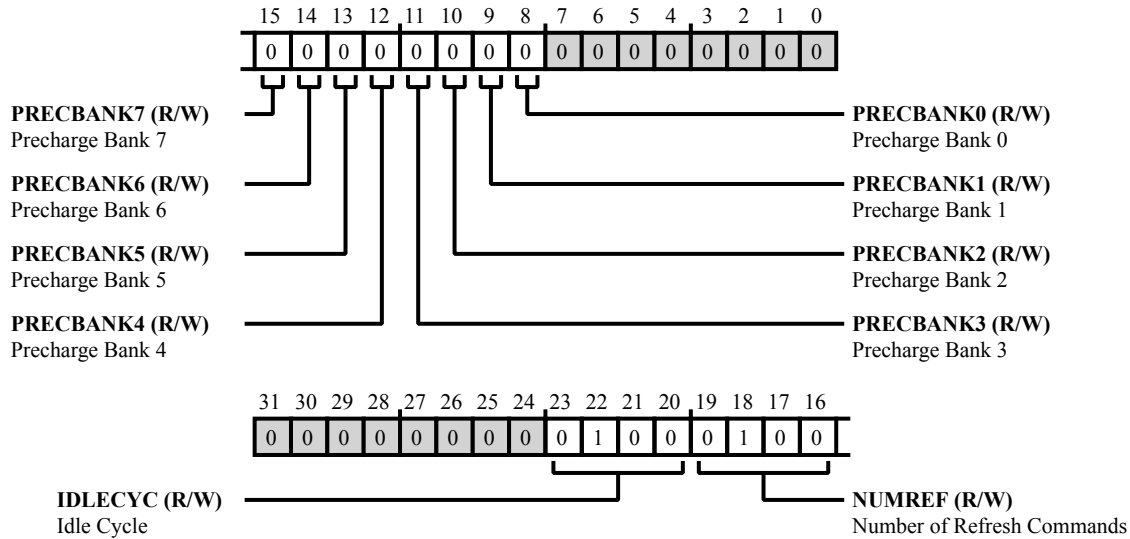 15 14 13 12 11 10 9 8 7 6 5 4 3 2 1 0
0 0 0 0 0 0 0 0 0 0 0 0 0 0 0 0
PRECBANK7 (R/W)
Precharge Bank 7
PRECBANK0 (R/W)
Precharge Bank 0
PRECBANK6 (R/W)
Precharge Bank 6
PRECBANK1 (R/W)
Precharge Bank 1
PRECBANK5 (R/W)
Precharge Bank 5
PRECBANK2 (R/W)
Precharge Bank 2
PRECBANK4 (R/W)
Precharge Bank 4
PRECBANK3 (R/W)
Precharge Bank 3
31 30 29 28 27 26 25 24 23 22 21 20 19 18 17 16
0 0 0 0 0 0 0 0 0 1 0 0 0 1 0 0
IDLECYC (R/W)
Idle Cycle
NUMREF (R/W)
Number of Refresh Commands